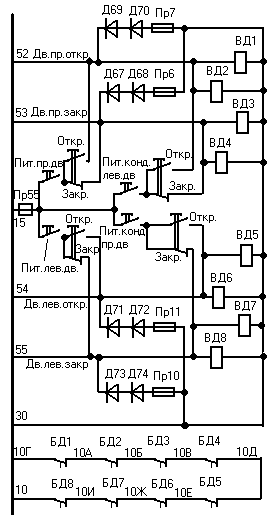 Д69 Д70 Пр7
52 Дв.пр.откр. ВД1
ВД2
Д67 Д68 Пр6
53 Дв.пр.закр. ВД3
ВД4
Откр. Откр.
Пит.пр.дв. Пит.конд.
лев.дв.
Закр. Закр.
Пр55
15
Откр. Пит.конд
пр.дв
Закр Закр.
Пит.лев.дв.
ВД5
54 ВД6
Дв.лев.откр.
Д71 Д72 Пр11 ВД7
55 ВД8
Дв.лев.закр
Д73 Д74 Пр10
30
БД1 БД2 БД3 БД4
10Г 10А 10Б 10В 10Д
10 БД8 10И БД7 10Ж БД6 10Е БД5